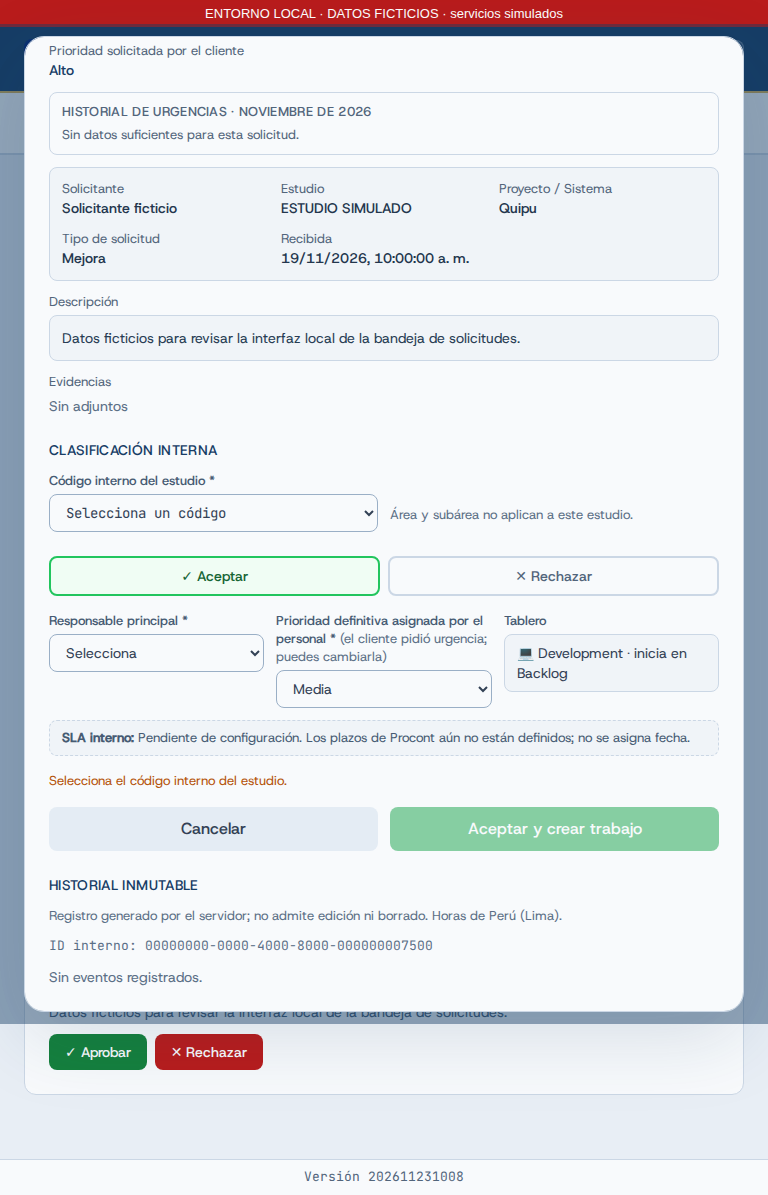 ENTORNO LOCAL · DATOS FICTICIOS · servicios simulados
Prioridad solicitada por el cliente
Alto
HISTORIAL DE URGENCIAS · NOVIEMBRE DE 2026
Sin datos suficientes para esta solicitud.
Solicitante Estudio Proyecto / Sistema
Solicitante ficticio ESTUDIO SIMULADO Quipu
Tipo de solicitud Recibida
Mejora 19/11/2026, 10:00:00 a. m.
Descripción
Datos ficticios para revisar la interfaz local de la bandeja de solicitudes.
Evidencias
Sin adjuntos
CLASIFICACIÓN INTERNA
Código interno del estudio *
Selecciona un código
Área y subárea no aplican a este estudio.
✓ Aceptar
✕ Rechazar
Responsable principal *
Selecciona
Prioridad definitiva asignada por el
personal * (el cliente pidió urgencia;
puedes cambiarla)
Media
Tablero
💻 Development · inicia en
Backlog
SLA interno: Pendiente de configuración. Los plazos de Procont aún no están definidos; no se asigna fecha.
Selecciona el código interno del estudio.
Cancelar
Aceptar y crear trabajo
HISTORIAL INMUTABLE
Registro generado por el servidor; no admite edición ni borrado. Horas de Perú (Lima).
ID interno: 00000000-0000-4000-8000-000000007500
Sin eventos registrados.
Datos ficticios para revisar la interfaz local de la bandeja de solicitudes.
✓ Aprobar
✕ Rechazar
Versión 202611231008